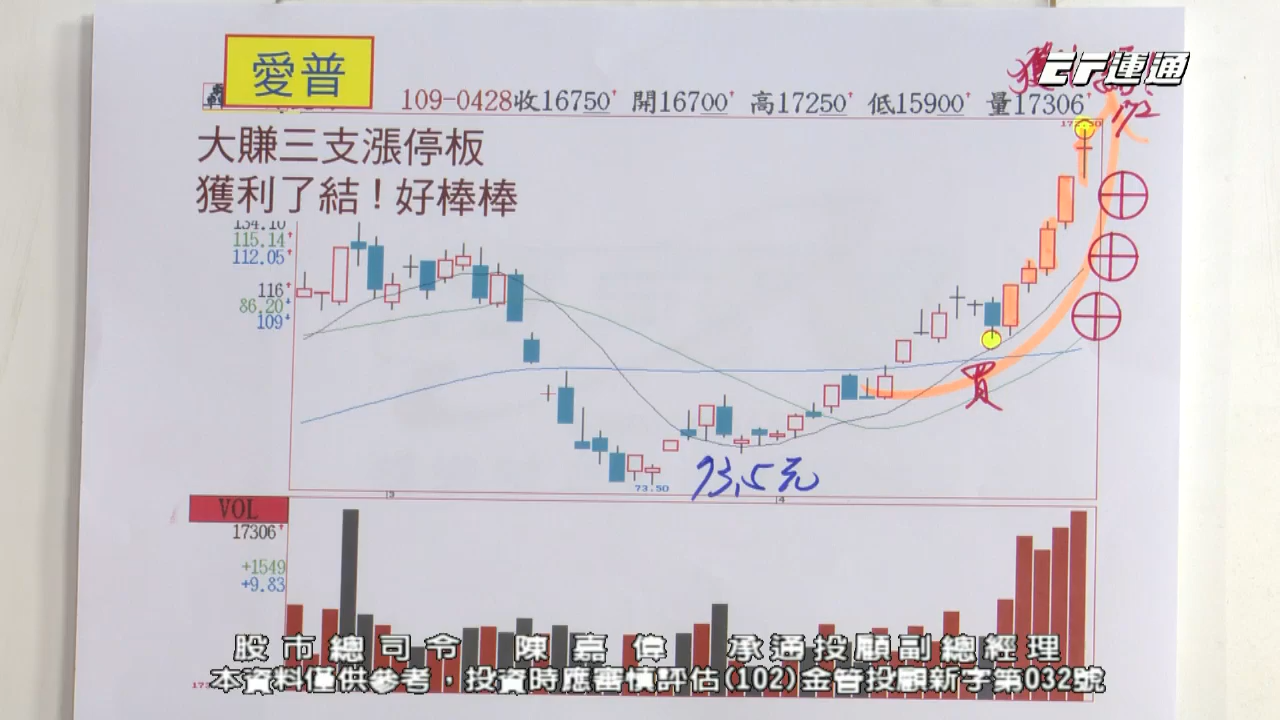 愛普
運通
109-0428收16750 開16700 高17250 低15900 量17306
172
大賺三支漲停板
獲利了結！好棒棒
134.10
115.14
112.05
116
86.20
109
買
73.50
73.5元
3
4
VOL
17306
+1549
+9.83
股市總司令 陳嘉偉 承通投顧副總經理
本資料僅供參考，投資時應審慎評估(102)金管投顧新字第032號